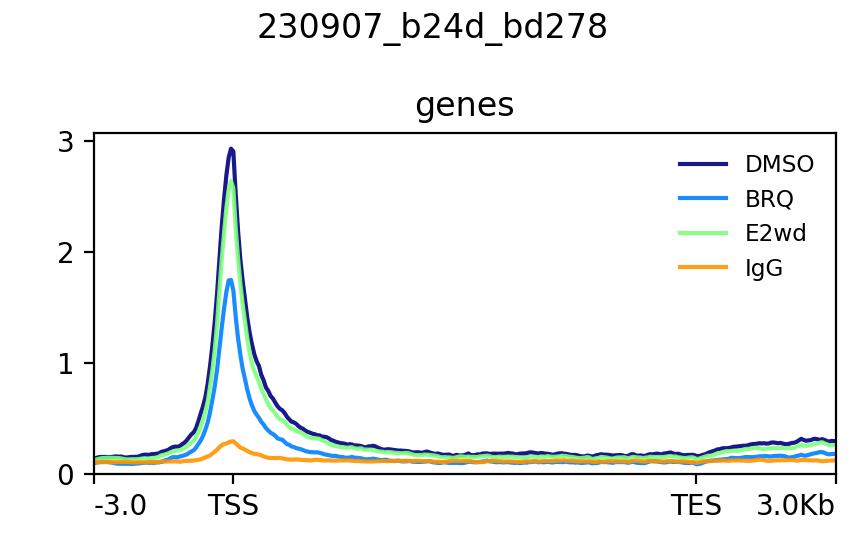 230907_b24d_bd278
genes
3
2
1
0
DMSO
BRQ
E2wd
IgG
-3.0
TSS
TES
3.0Kb